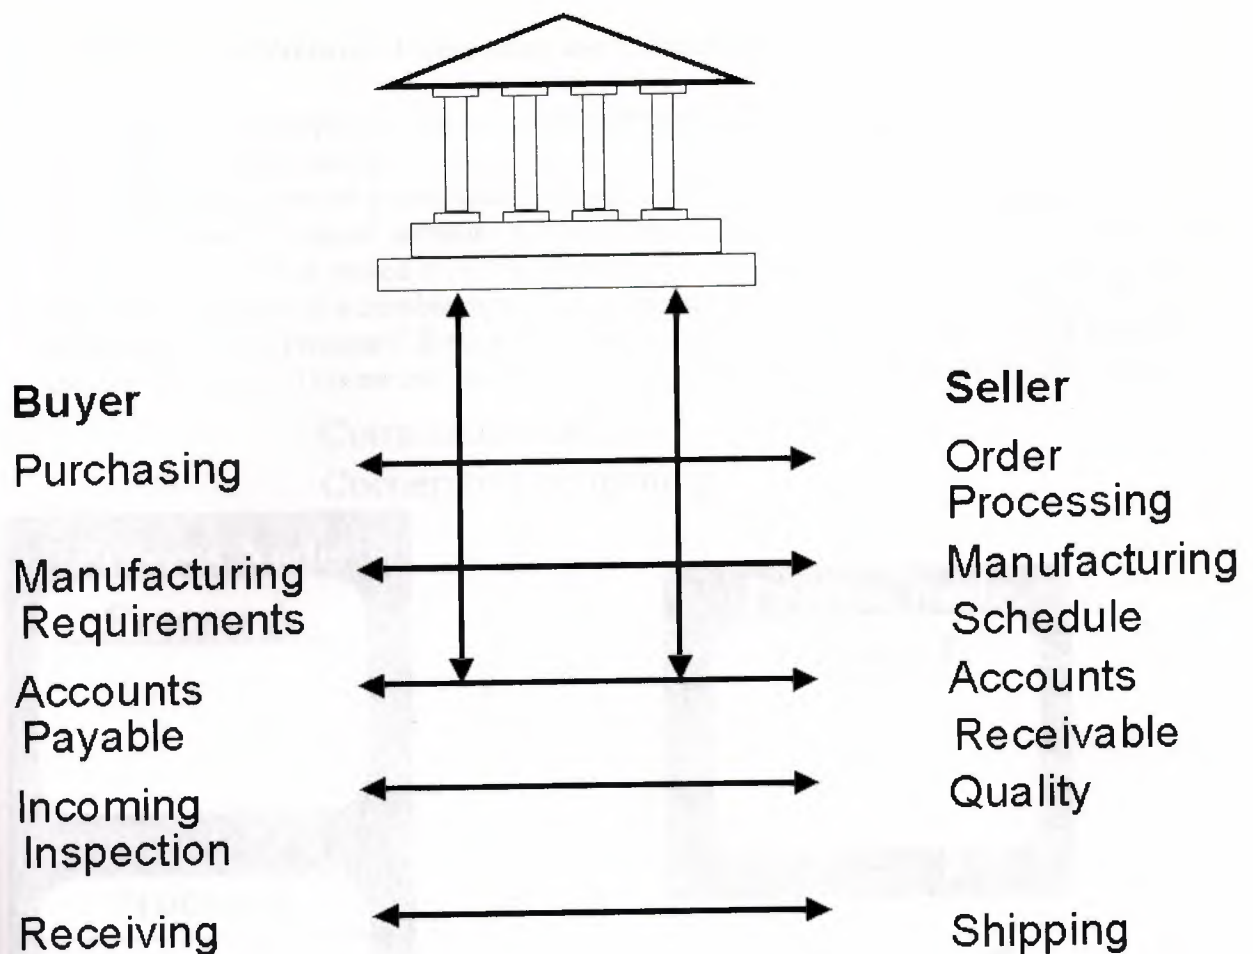 Buyer
Seller
Purchasing
Order
Processing
Manufacturing
Requirements
Manufacturing
Schedule
Accounts
Payable
Accounts
Receivable
Incoming
Inspection
Quality
Receiving
Shipping